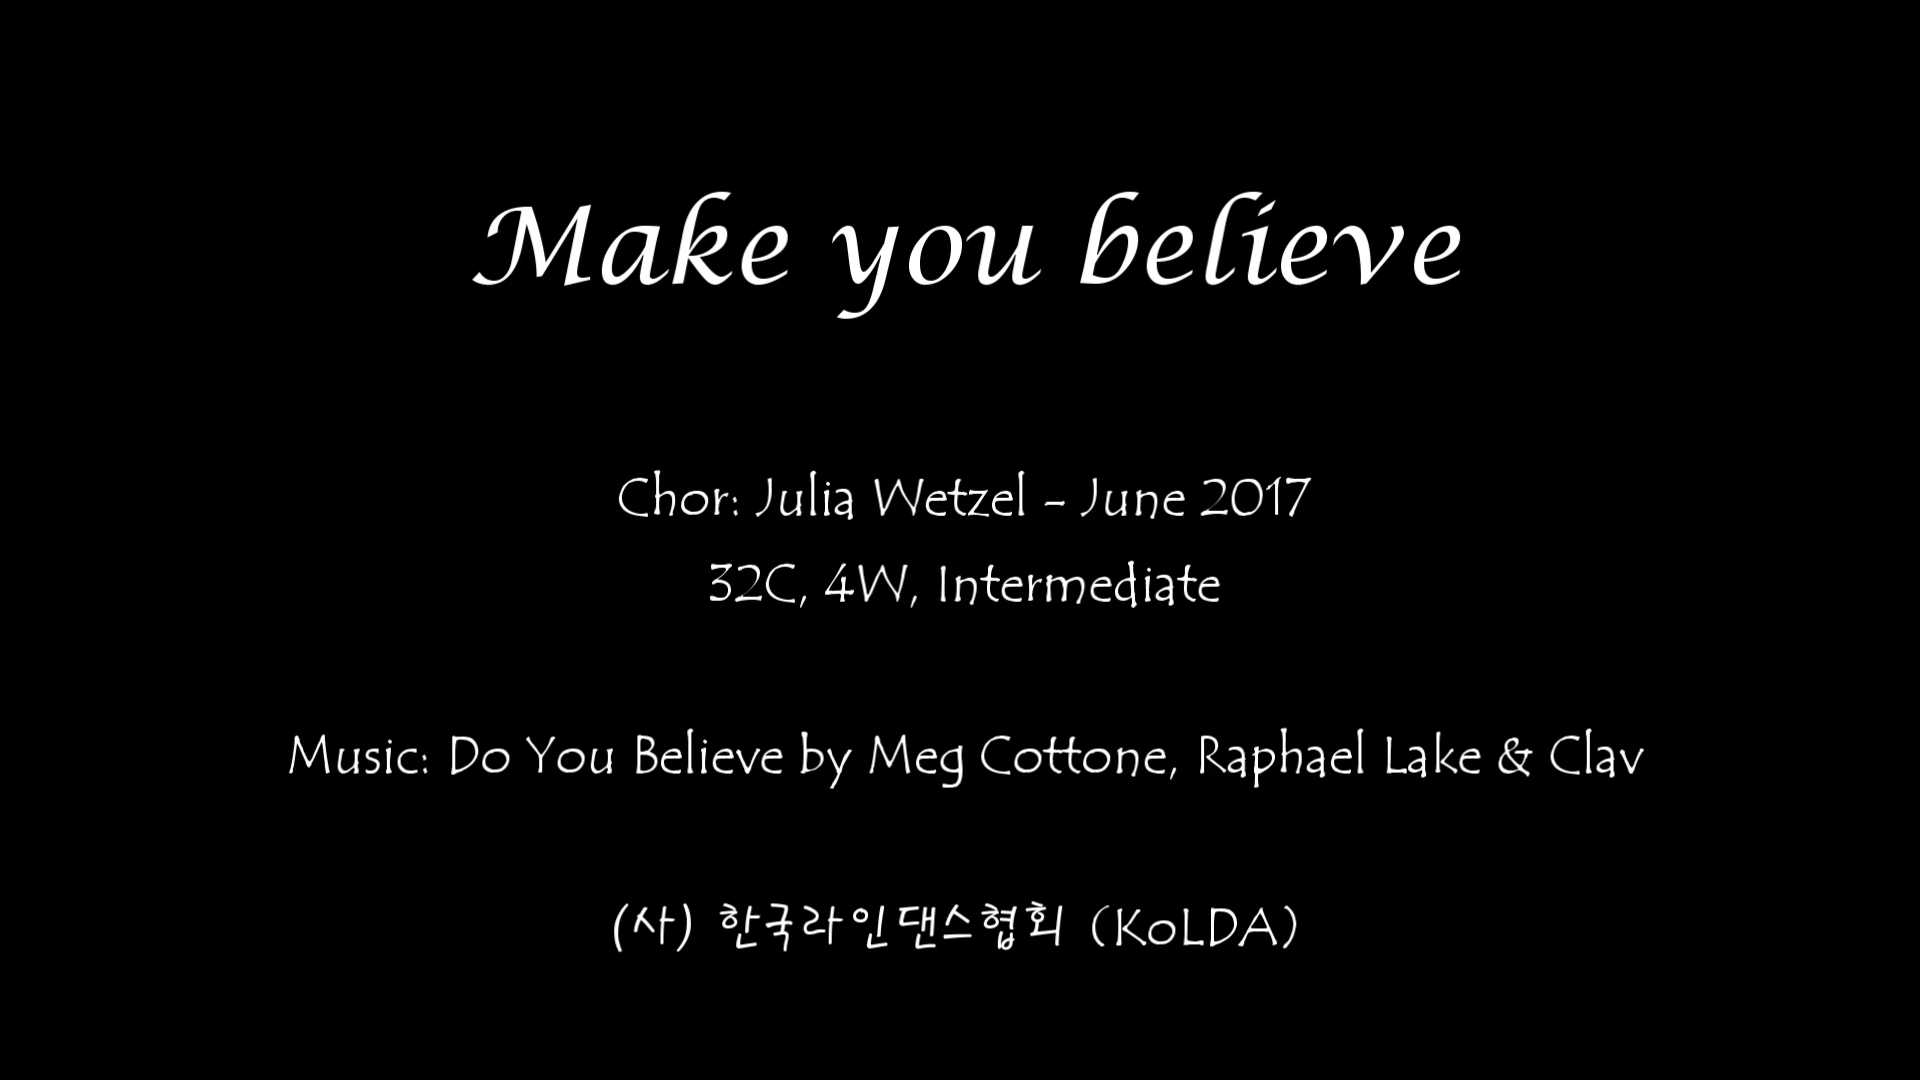 Make you believe
Chor: Julia Wetzel - June 2017
32C, 4W, Intermediate
Music: Do You Believe by Meg Cottone, Raphael Lake & Clav
(사) 한국라인댄스협회 (KoLDA)